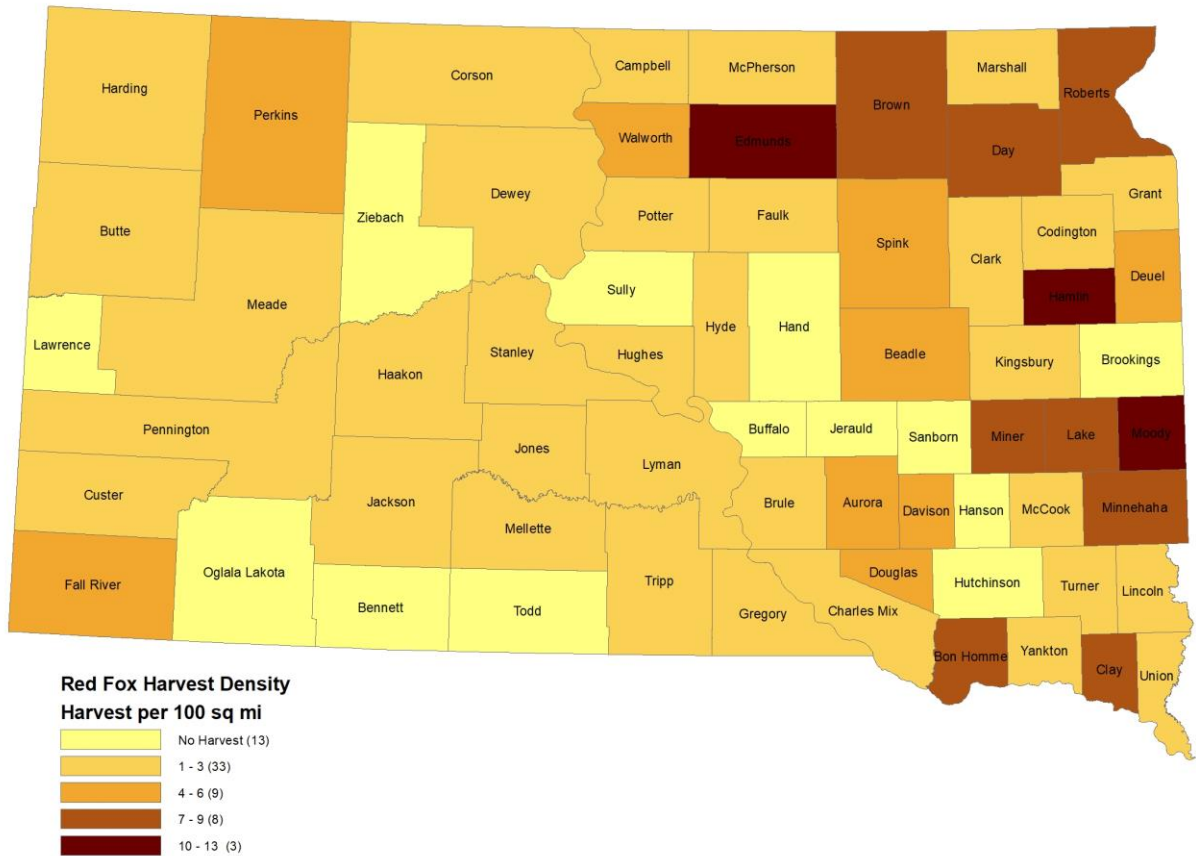 Harding
Perkins
Corson
Campbell
McPherson
Brown
Marshall
Roberts
Walworth
Edmunds
Day
Ziebach
Dewey
Grant
Butte
Potter
Faulk
Spink
Codington
Clark
Deuel
Meade
Sully
Hamlin
Hyde
Hand
Lawrence
Stanley
Hughes
Beadle
Kingsbury
Brookings
Haakon
Pennington
Buffalo
Jerauld
Sanborn
Miner
Lake
Moody
Jones
Lyman
Custer
Jackson
Brule
Aurora
Davison
Hanson
McCook
Minnehaha
Mellette
Fall River
Oglala Lakota
Bennett
Todd
Tripp
Gregory
Charles Mix
Douglas
Hutchinson
Turner
Lincoln
Bon Homme
Yankton
Clay
Union
Red Fox Harvest Density
Harvest per 100 sq mi
No Harvest (13)
1 - 3 (33)
4 - 6 (9)
7 - 9 (8)
10 - 13 (3)